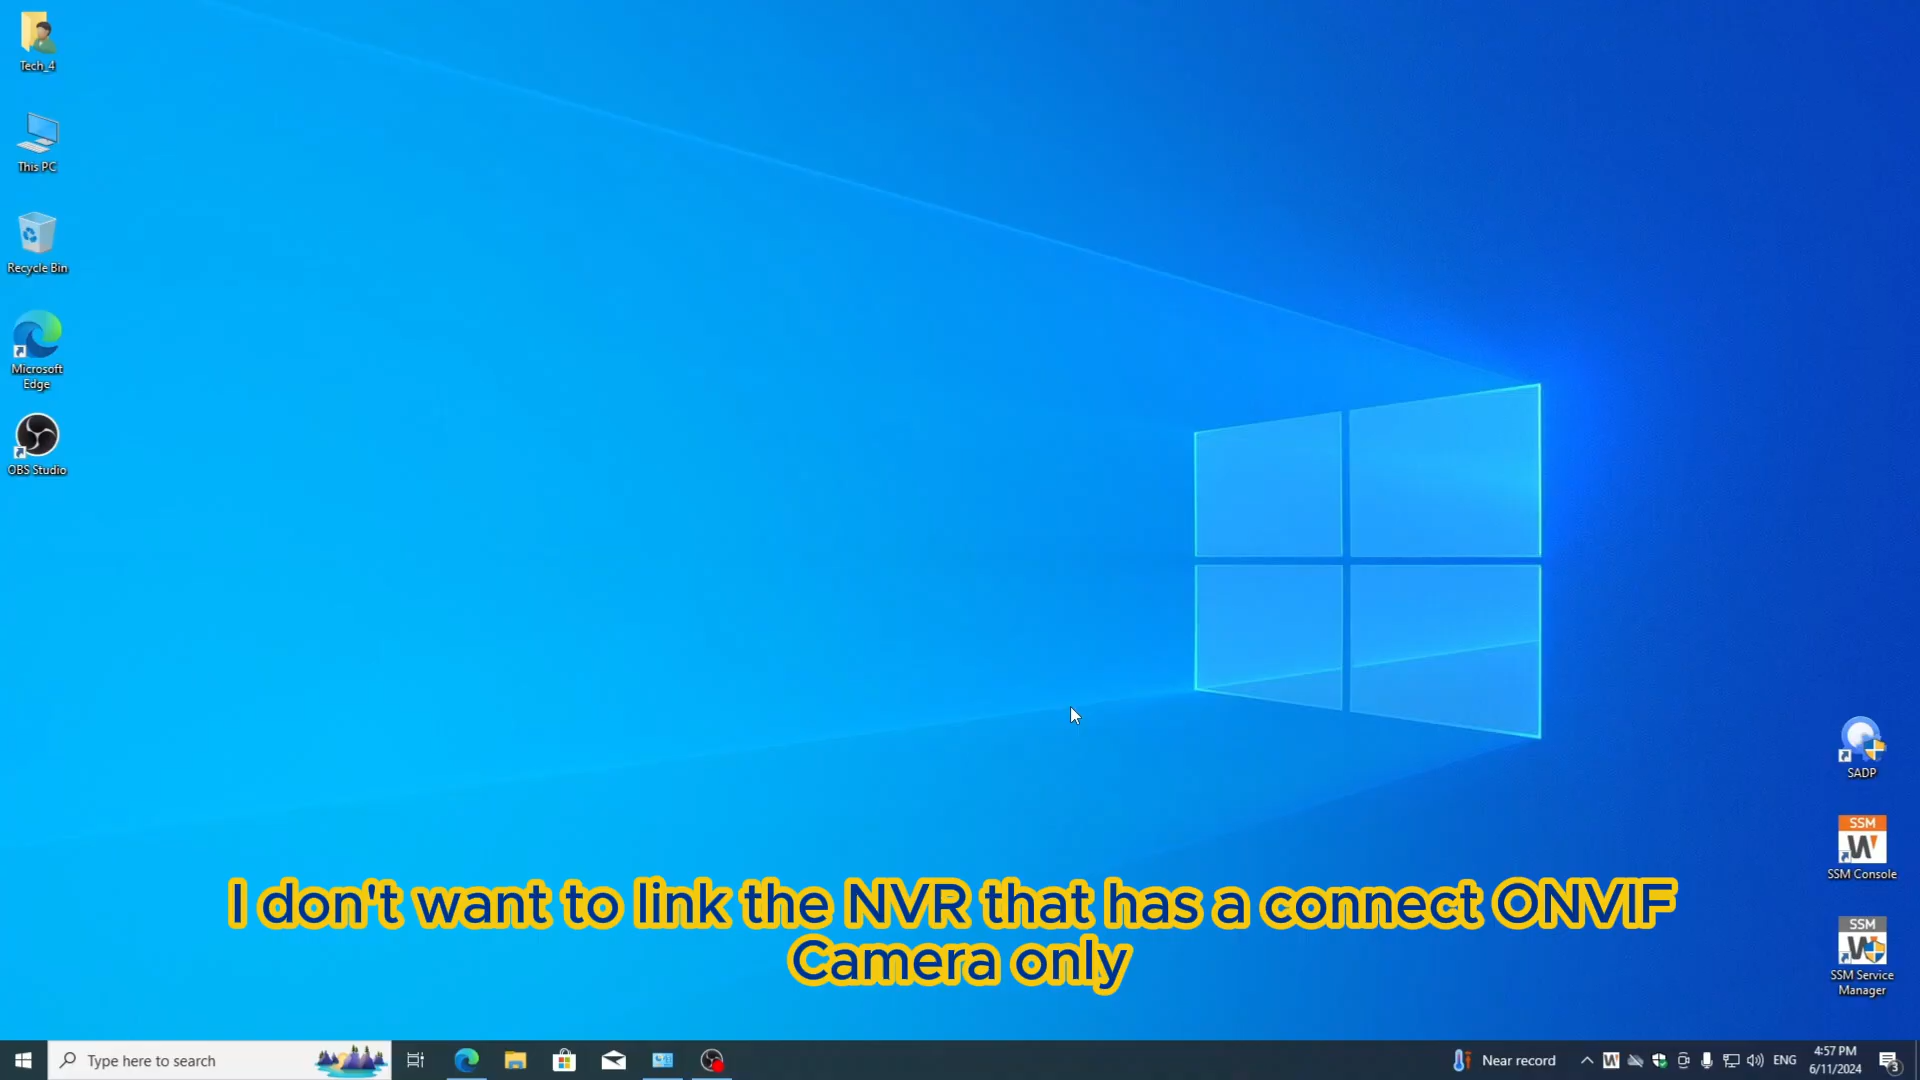 Tech_4
This PC
Recycle Bin
Microsoft
Edge
OBS Studio
SADP
SSM
W
SSM Console
SSM
W
SSM Service
Manager
I don't want to link the NVR that has a connect ONVIF
Camera only
Type here to search
Near record
W
ENG
4:57 PM
6/11/2024
3